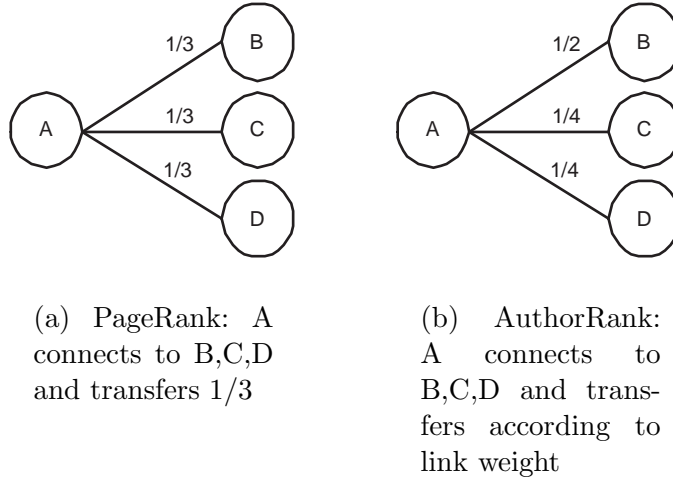 B
1/3
A
1/3
C
1/3
D
(a) PageRank: A
connects to B,C,D
and transfers 1/3
B
1/2
A
1/4
C
1/4
D
(b) AuthorRank:
A connects to
B,C,D and trans-
fers according to
link weight